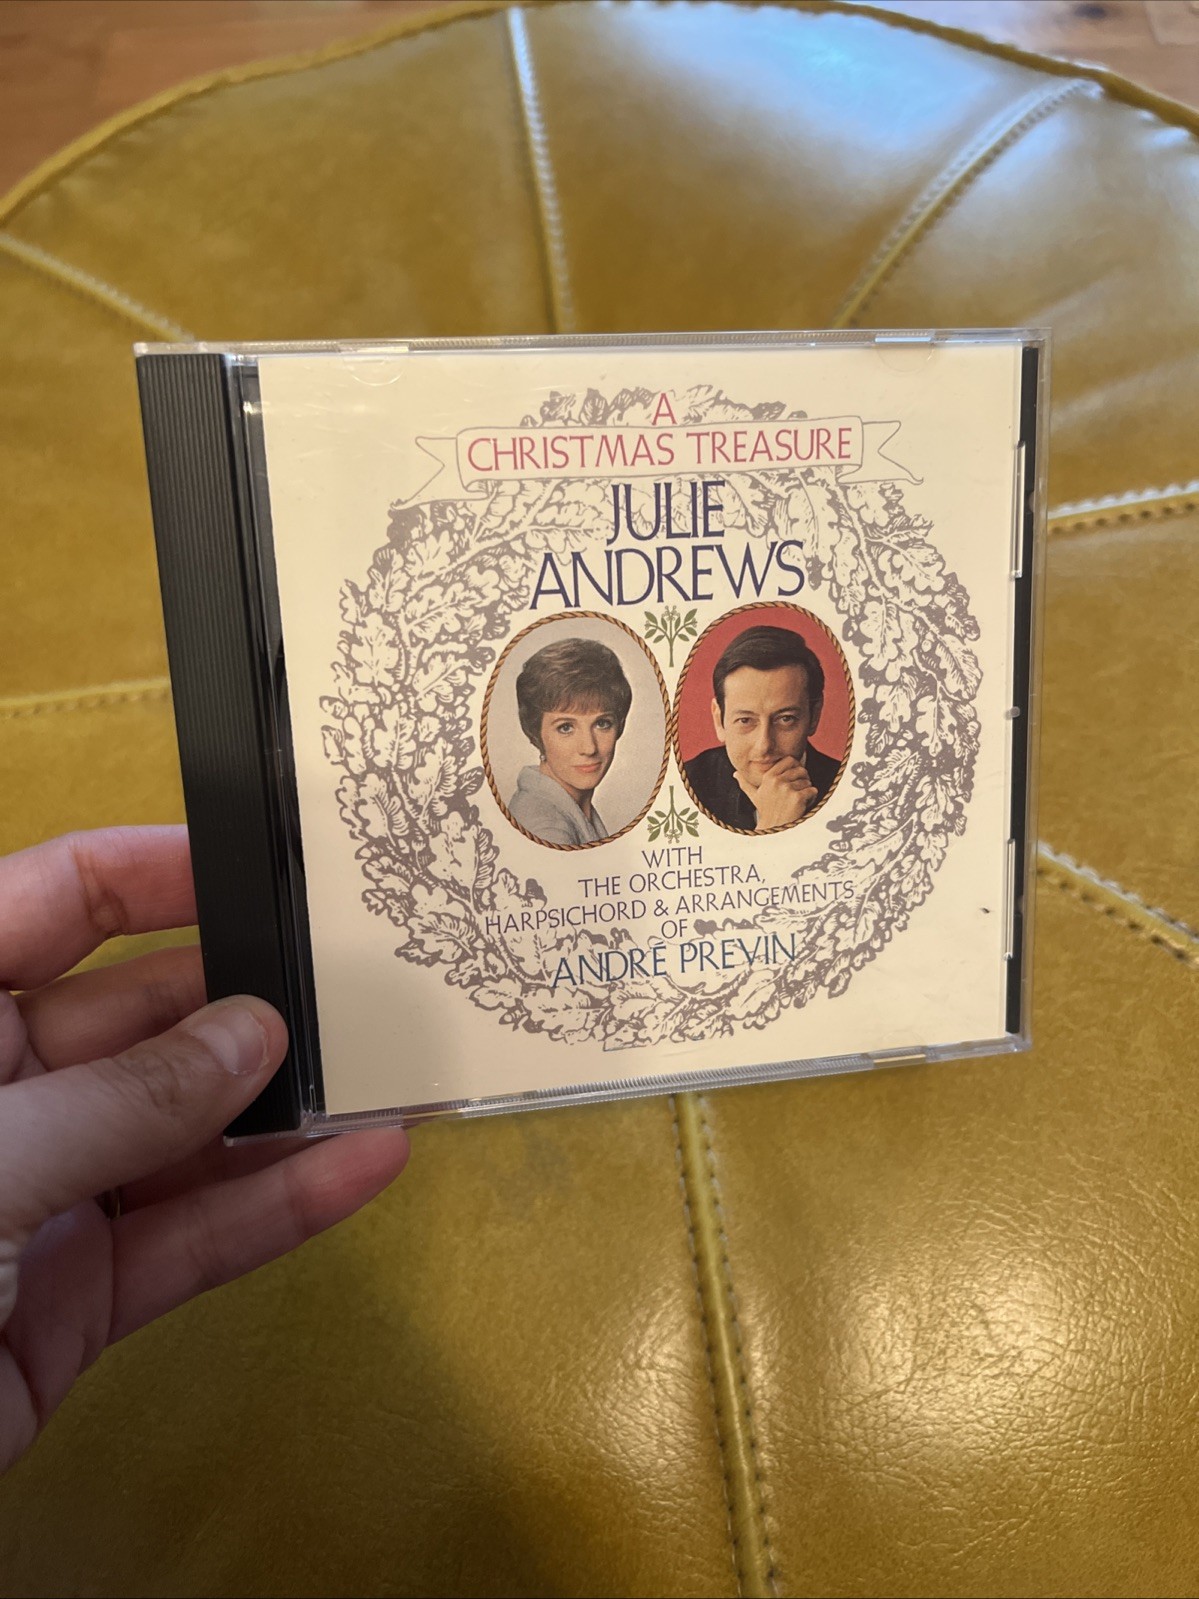 A
CHRISTMAS TREASURE
JULIE
ANDREWS
WITH
THE ORCHESTRA,
HARPSICHORD & ARRANGEMENTS
OF
ANDRÉ PREVIN